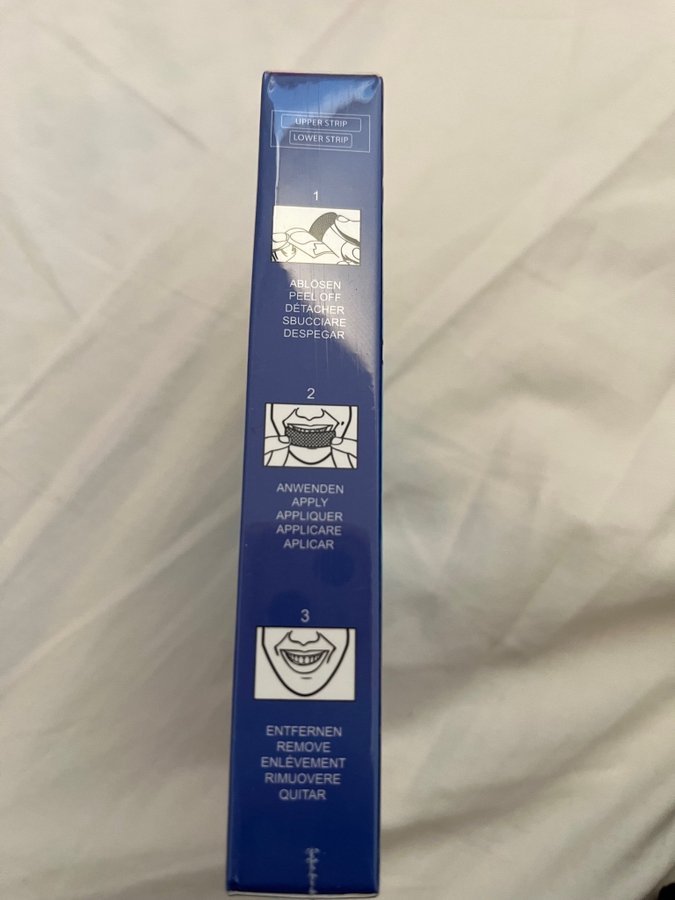 UPPER STRIP
LOWER STRIP
1
ABLÖSEN
PEEL OFF
DÉTACHER
SBUCCIARE
DESPEGAR
2
ANWENDEN
APPLY
APPLIQUER
APPLICARE
APLICAR
3
ENTFERNEN
REMOVE
ENLÈVEMENT
RIMUOVERE
QUITAR